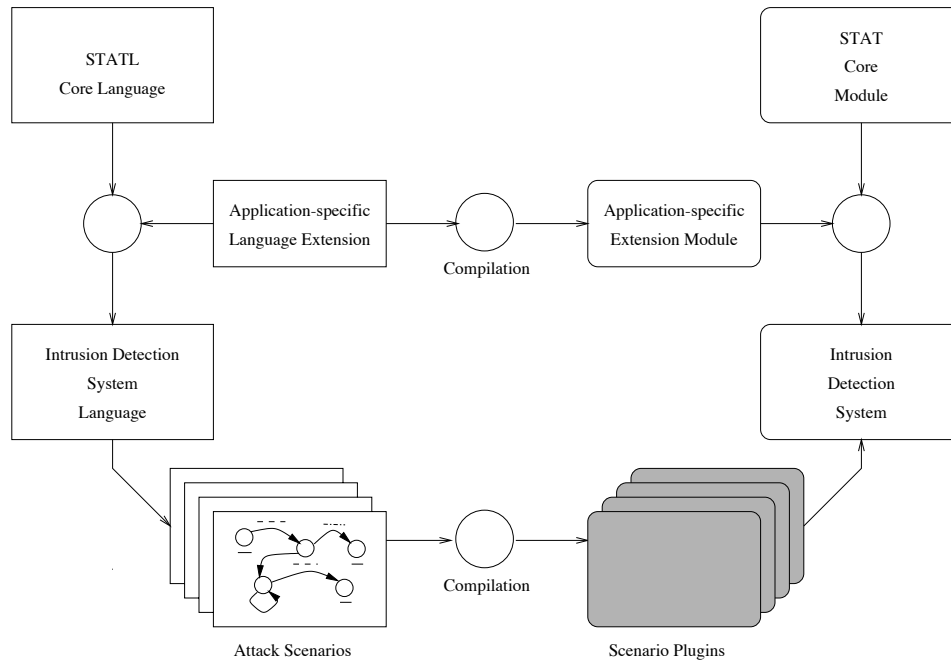 STATL
Core Language
STAT
Core
Module
Application-specific
Language Extension
Compilation
Application-specific
Extension Module
Intrusion Detection
System
Language
Intrusion
Detection
System
Compilation
Attack Scenarios
Scenario Plugins